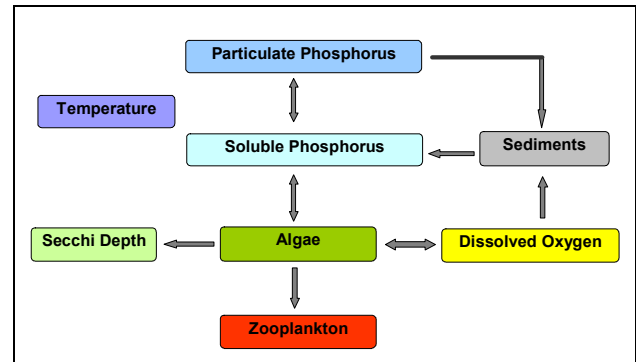 Particulate Phosphorus
Temperature
Soluble Phosphorus
Sediments
Secchi Depth
Algae
Dissolved Oxygen
Zooplankton